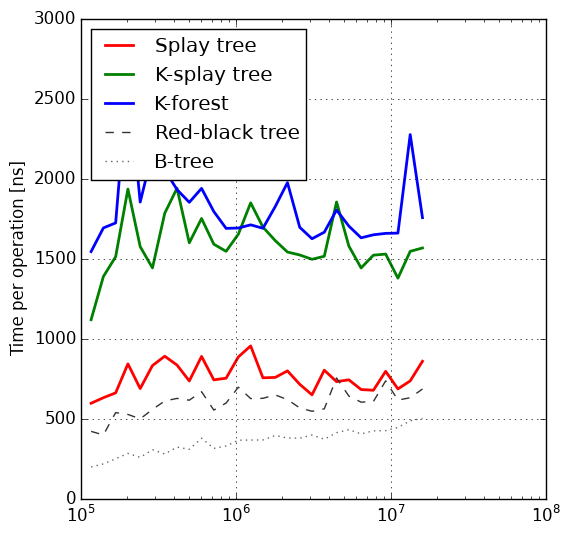 3000
2500
2000
1500
1000
500
0
Time per operation [ns]
Splay tree
K-splay tree
K-forest
Red-black tree
B-tree
10^5 10^6 10^7 10^8